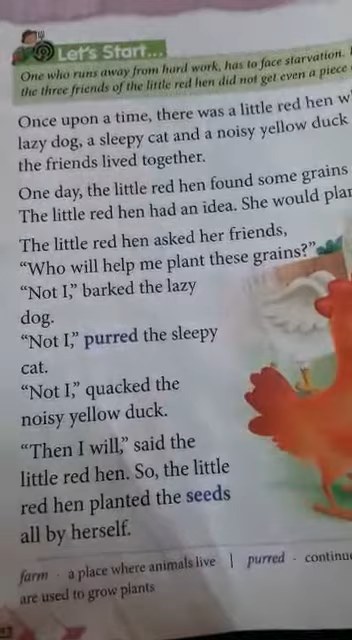 Let's Start...
One who runs away from hard work, has to face starvation.
the three friends of the little red hen did not get even a piece
Once upon a time, there was a little red hen
lazy dog, a sleepy cat and a noisy yellow duck
the friends lived together.
One day, the little red hen found some grains
The little red hen had an idea. She would
The little red hen asked her friends,
“Who will help me plant these grains?”
“Not I,” barked the lazy
dog.
“Not I,” purred the sleepy
cat.
“Not I,” quacked the
noisy yellow duck.
“Then I will,” said the
little red hen. So, the little
red hen planted the seeds
all by herself.
farm - a place where animals live | purred -
are used to grow plants